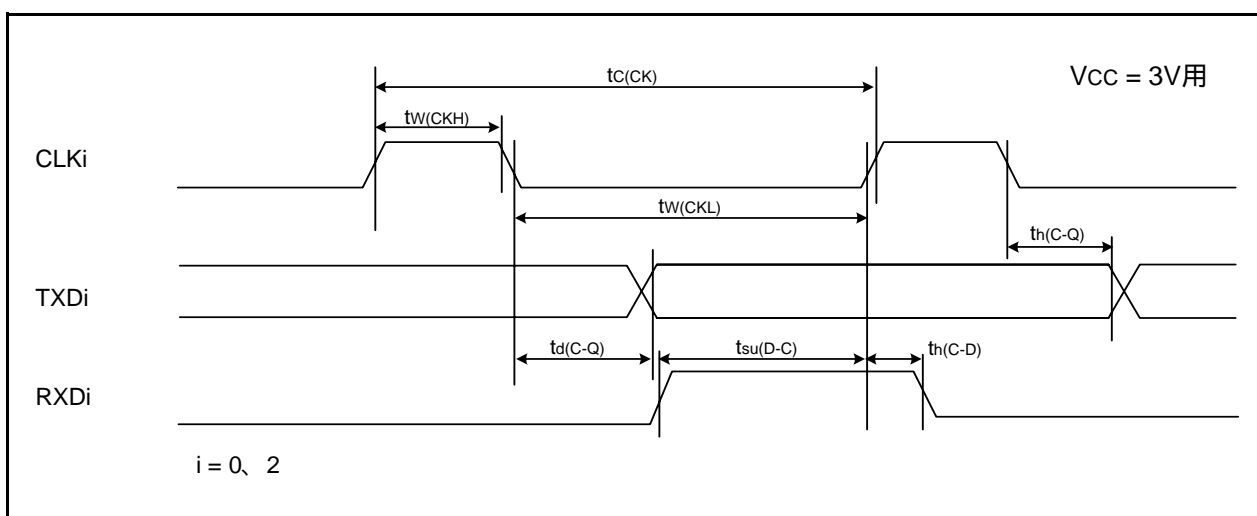 tC(CK)
VCC = 3V用
tW(CKH)
CLKi
tW(CKL)
th(C-Q)
TXDi
td(C-Q)
tsu(D-C)
th(C-D)
RXDi
i = 0、2